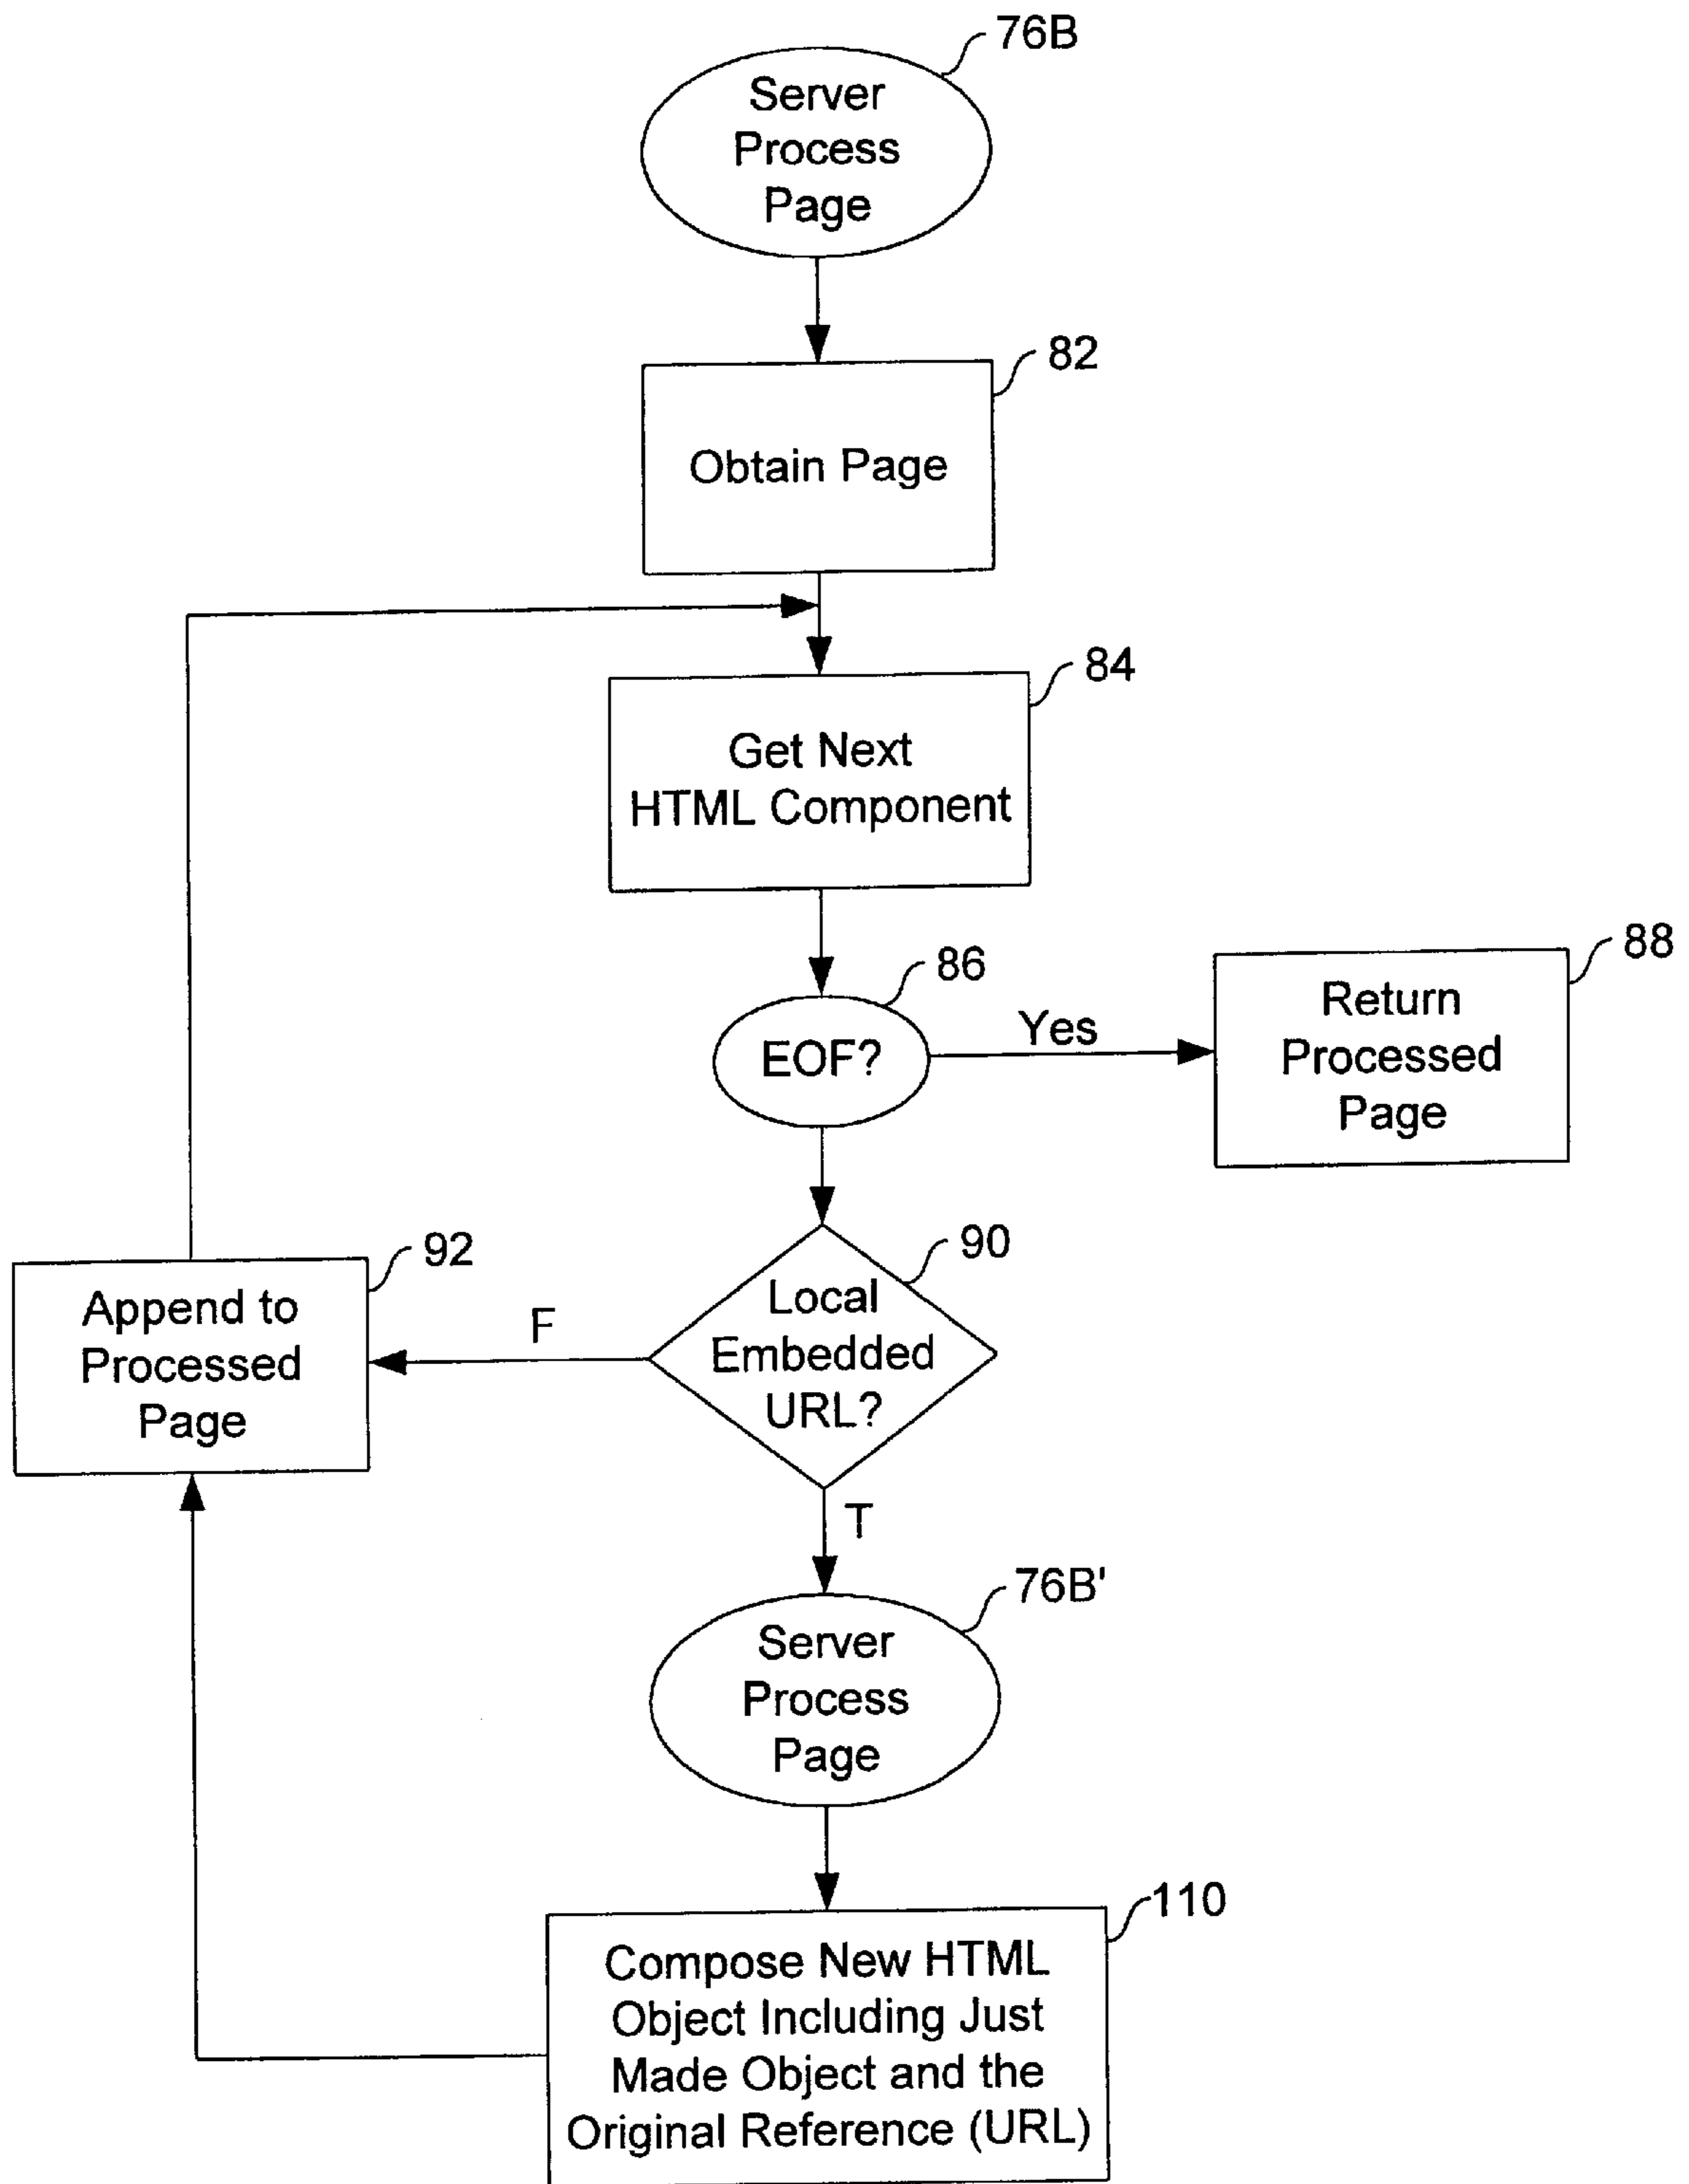 76B
Server
Process
Page
82
Obtain Page
84
Get Next
HTML Component
86
EOF?
Yes
88
Return
Processed
Page
90
Local
Embedded
URL?
F
92
Append to
Processed
Page
T
76B'
Server
Process
Page
110
Compose New HTML
Object Including Just
Made Object and the
Original Reference (URL)